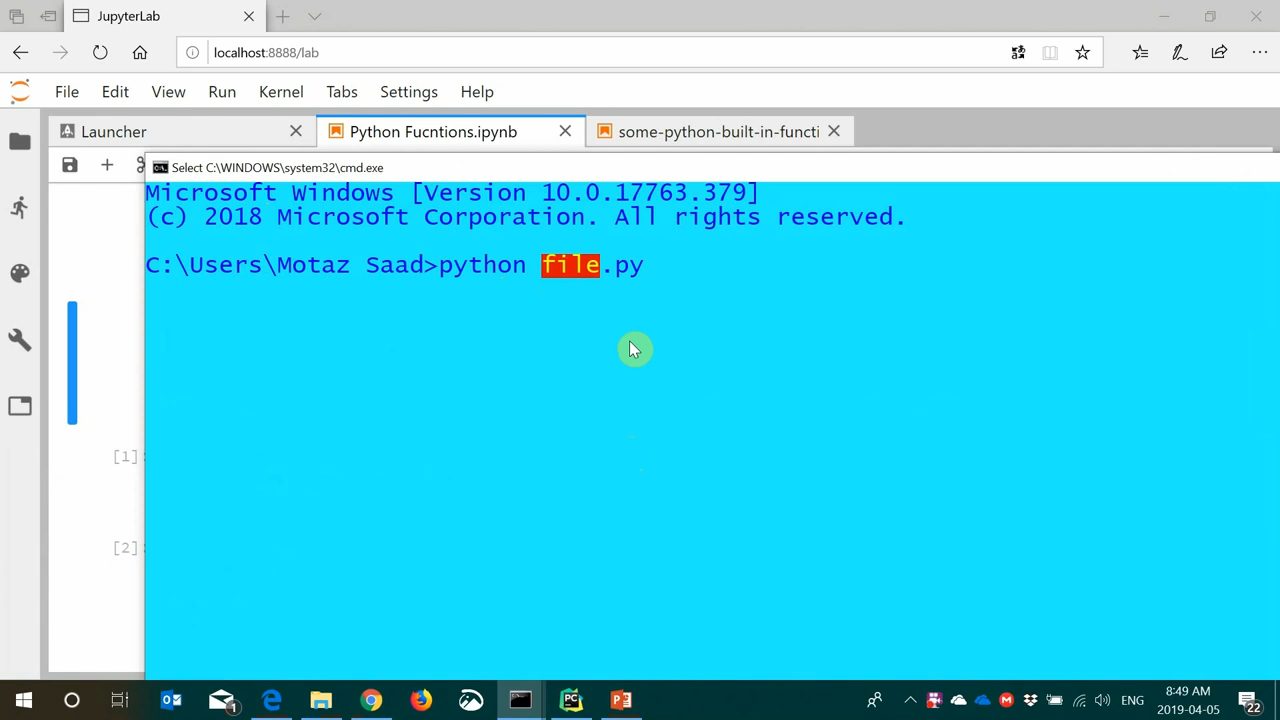 JupyterLab
localhost:8888/lab
File Edit View Run Kernel Tabs Settings Help
Launcher Python Fucntions.ipynb some-python-built-in-functi
Select C:\WINDOWS\system32\cmd.exe
Microsoft Windows [Version 10.0.17763.379]
(c) 2018 Microsoft Corporation. All rights reserved.
C:\Users\Motaz Saad>python file.py
[1]:
[2]:
ENG 8:49 AM
2019-04-05
1
22